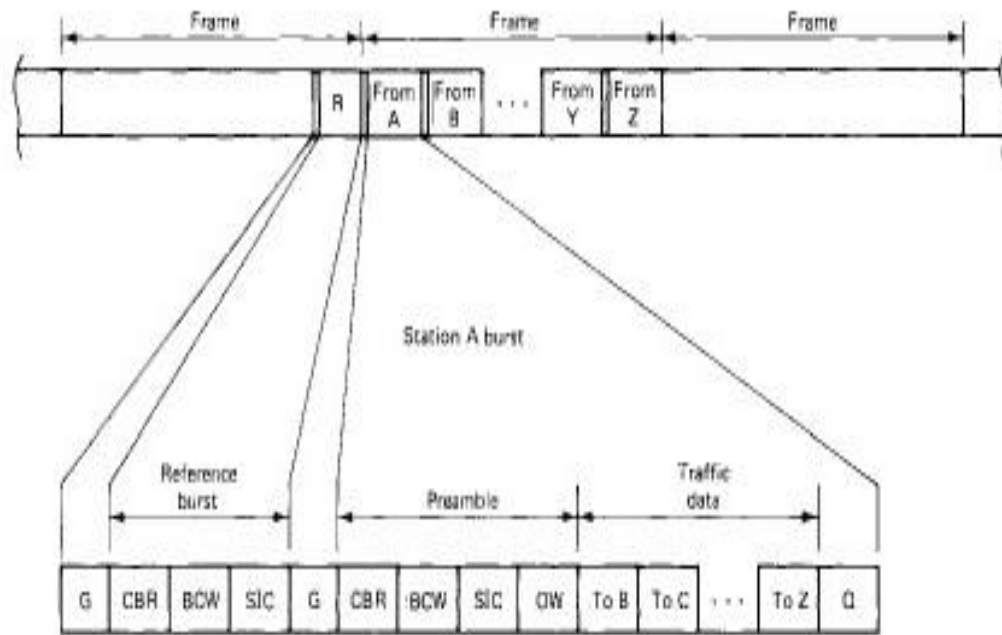 Frame Frame Frame
R From A From B ... From Y From Z
Station A burst
Reference burst Preamble Traffic data
G CBR BCW SIC G CBR BCW SIC OW To B To C ... To Z Q